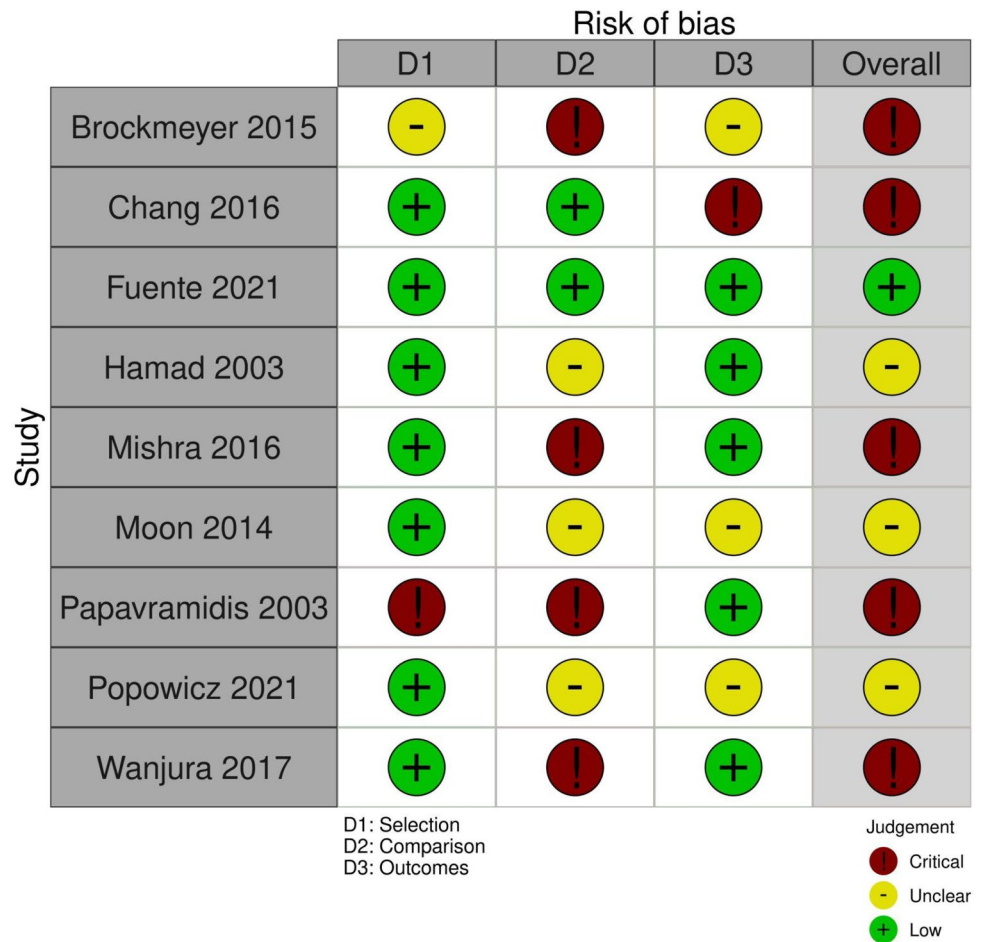 Risk of bias
D1 D2 D3 Overall
Study
Brockmeyer 2015 - ! - !
Chang 2016 + + ! !
Fuente 2021 + + + +
Hamad 2003 + - + -
Mishra 2016 + ! + !
Moon 2014 + - - -
Papavramidis 2003 ! ! + !
Popowicz 2021 + - - -
Wanjura 2017 + ! + !
D1: Selection
D2: Comparison
D3: Outcomes
Judgement
! Critical
- Unclear
+ Low